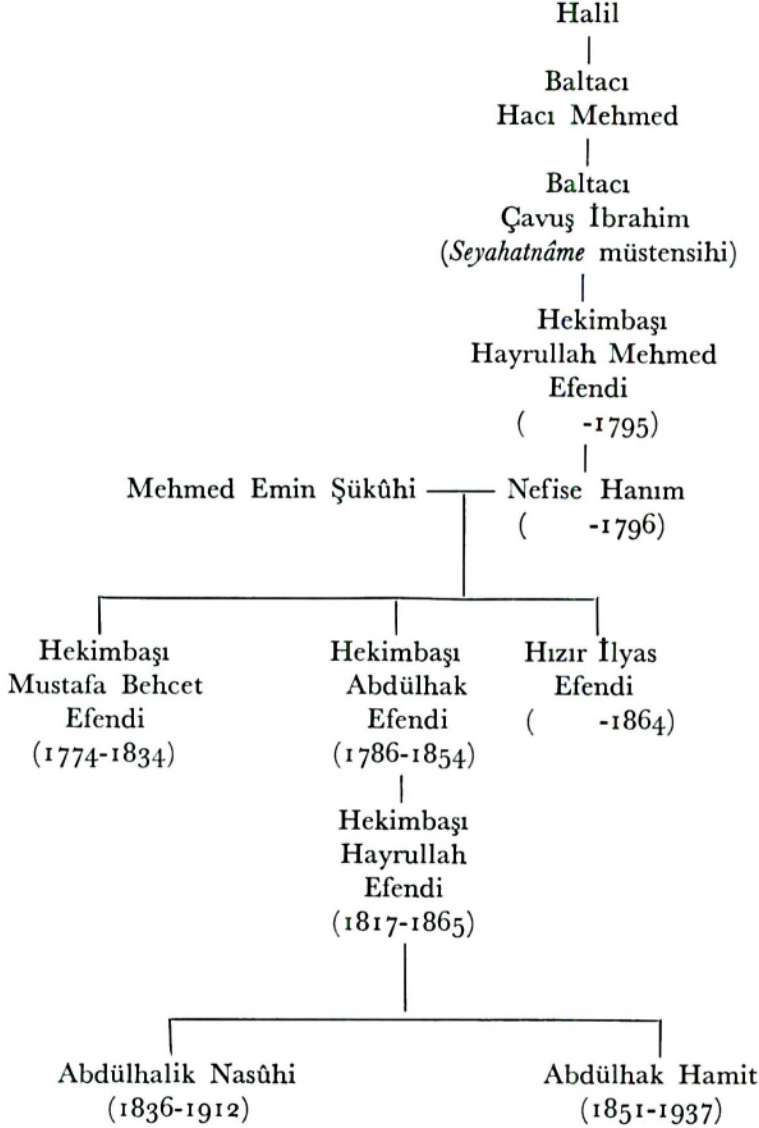 Halil
Baltacı
Hacı Mehmed
Baltacı
Çavuş İbrahim
(Seyahatnâme müstensihi)
Hekimbaşı
Hayrullah Mehmed
Efendi
( -1795)
Mehmed Emin Şükûhi
Nefise Hanım
( -1796)
Hekimbaşı
Mustafa Behcet
Efendi
(1774-1834)
Hekimbaşı
Abdülhak
Efendi
(1786-1854)
Hızır İlyas
Efendi
( -1864)
Hekimbaşı
Hayrullah
Efendi
(1817-1865)
Abdülhalik Nasûhi
(1836-1912)
Abdülhak Hamit
(1851-1937)